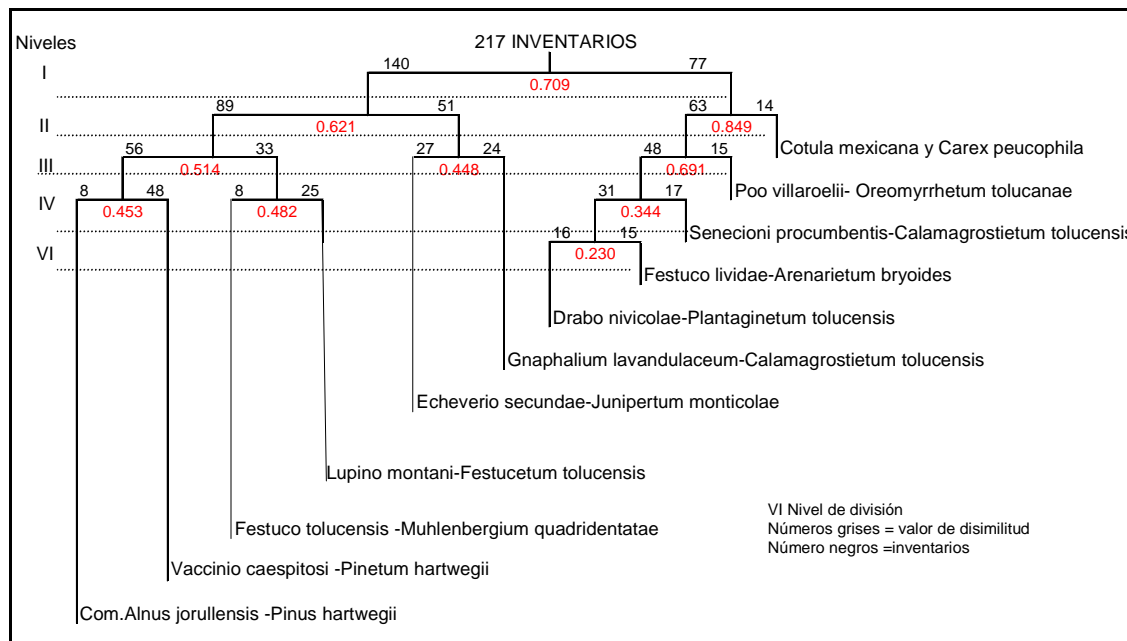 Niveles
217 INVENTARIOS
I
140
77
0.709
89
51
63
14
II
0.621
0.849
Cotula mexicana y Carex peucophila
56
33
27
24
48
15
III
0.514
0.448
0.691
Poo villaroelii- Oreomyrrhetum tolucanae
8
48
8
25
31
17
IV
0.453
0.482
0.344
Senecioni procumbentis-Calamagrostietum tolucensis
16
15
VI
0.230
Festuco lividae-Arenarietum bryoides
Drabo nivicolae-Plantaginetum tolucensis
Gnaphalium lavandulaceum-Calamagrostietum tolucensis
Echeverio secundae-Junipertum monticolae
Lupino montani-Festucetum tolucensis
Festuco tolucensis -Muhlenbergium quadridentatae
Vaccinio caespitosi -Pinetum hartwegii
Com.Alnus jorullensis -Pinus hartwegii
VI Nivel de división
Números grises = valor de disimilitud
Número negros =inventarios